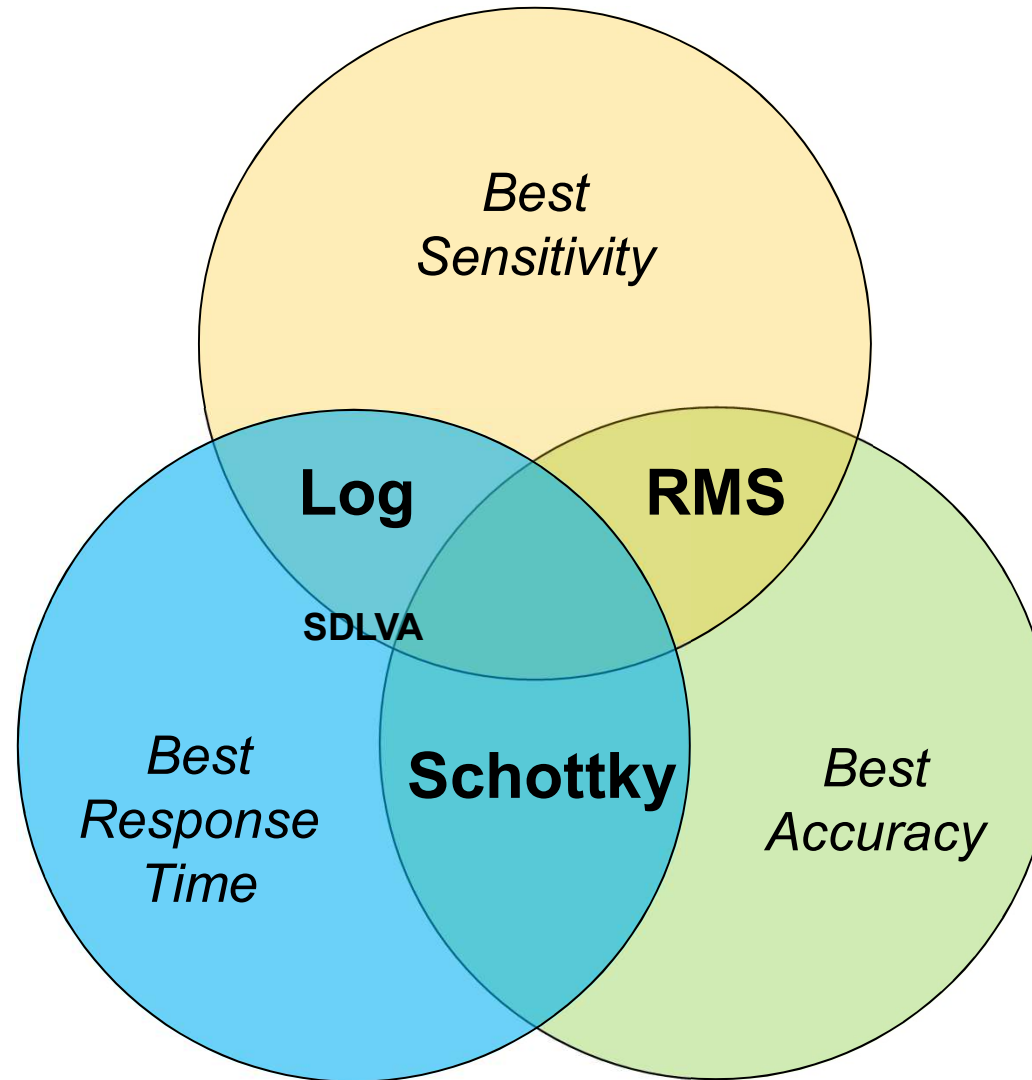 Best
Sensitivity
Log
RMS
SDLVA
Best
Response
Time
Schottky
Best
Accuracy